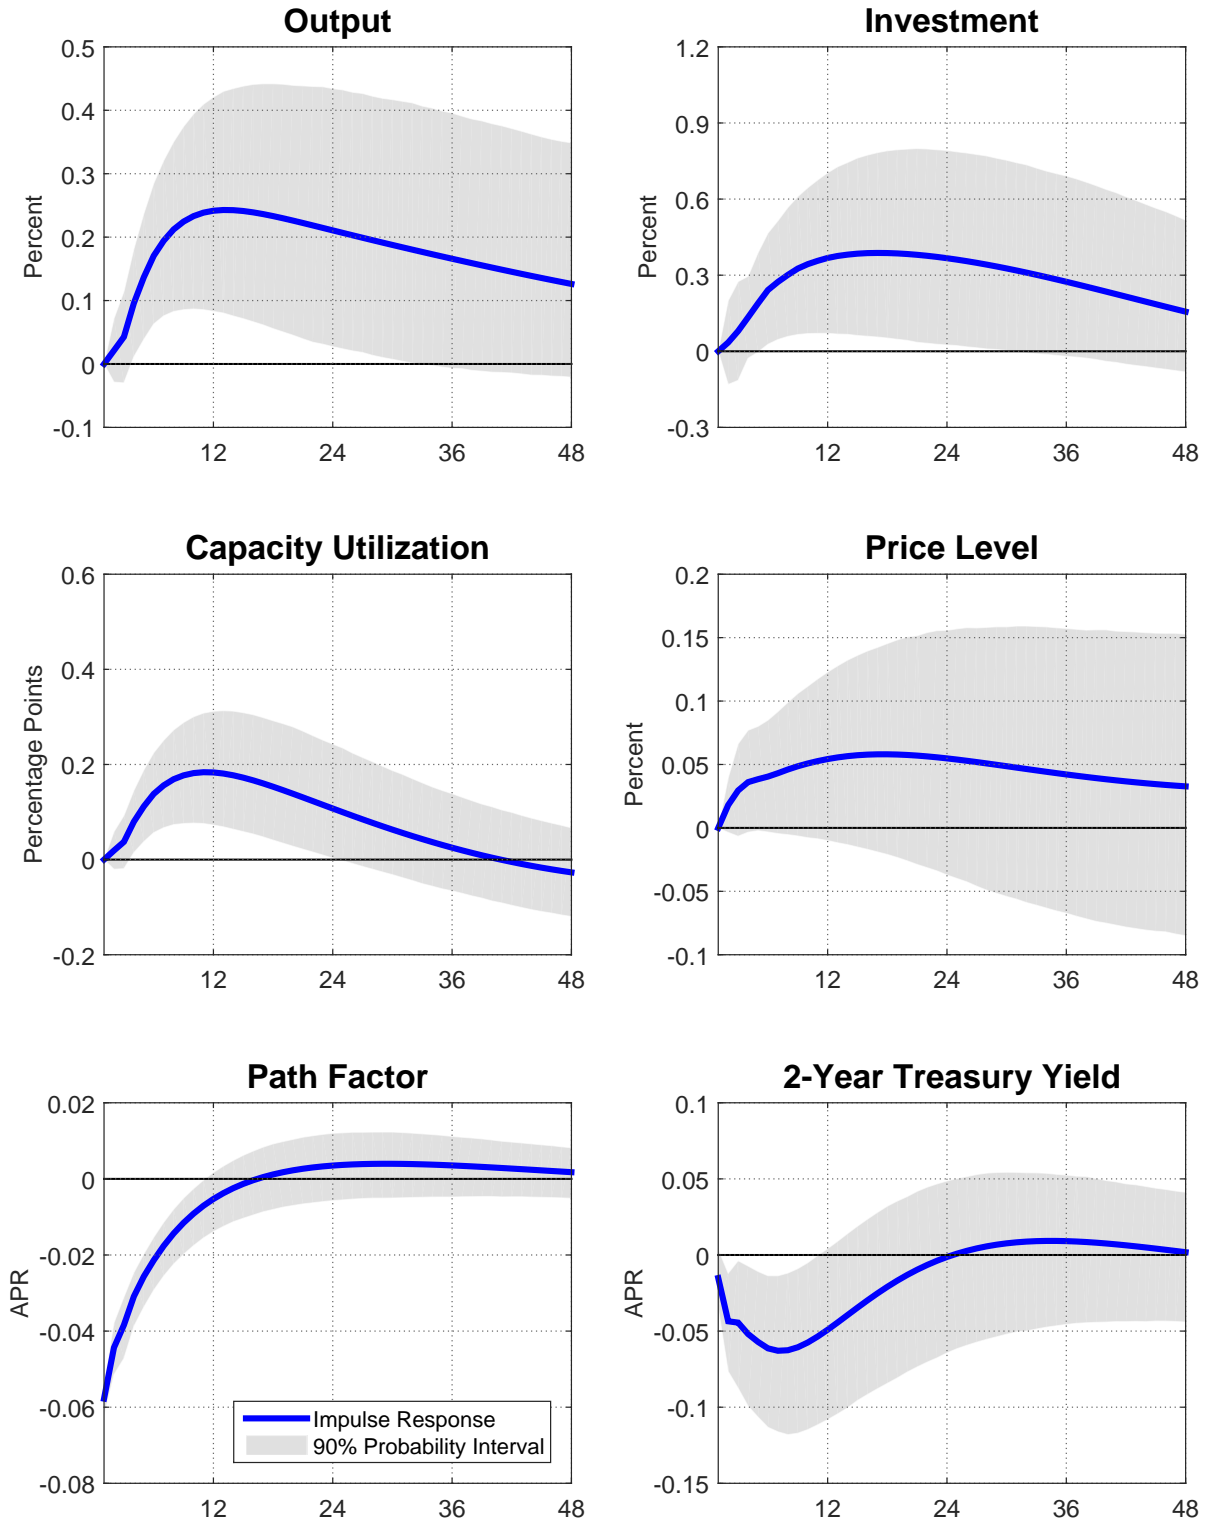 Output
0.5
0.4
0.3
0.2
0.1
0
-0.1
Percent
12 24 36 48
Investment
1.2
0.9
0.6
0.3
0
-0.3
Percent
12 24 36 48
Capacity Utilization
0.6
0.4
0.2
0
-0.2
Percentage Points
12 24 36 48
Price Level
0.2
0.15
0.1
0.05
0
-0.05
-0.1
Percent
12 24 36 48
Path Factor
0.02
0
-0.02
-0.04
-0.06
-0.08
APR
Impulse Response
90% Probability Interval
12 24 36 48
2-Year Treasury Yield
0.1
0.05
0
-0.05
-0.1
-0.15
APR
12 24 36 48